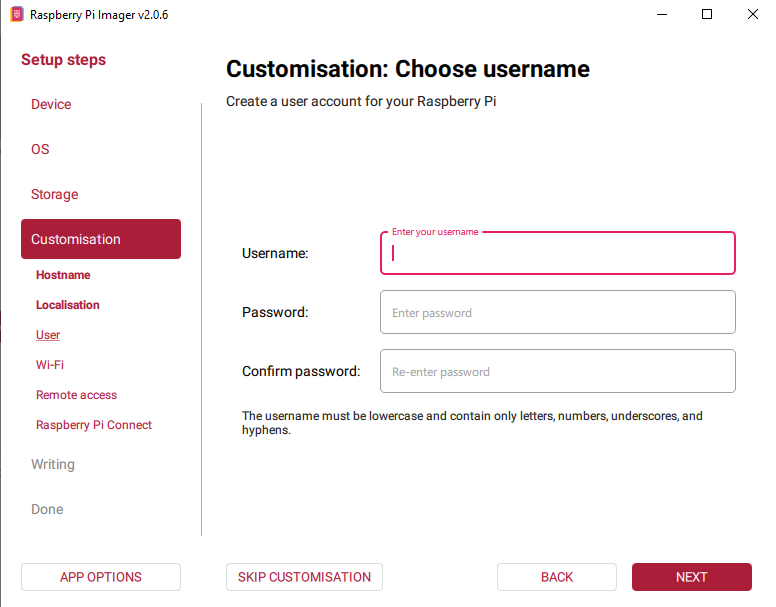 Raspberry Pi Imager v2.0.6
Setup steps
Device
OS
Storage
Customisation
Hostname
Localisation
User
Wi-Fi
Remote access
Raspberry Pi Connect
Writing
Done
APP OPTIONS
Customisation: Choose username
Create a user account for your Raspberry Pi
Username:
Enter your username
Password:
Enter password
Confirm password:
Re-enter password
The username must be lowercase and contain only letters, numbers, underscores, and
hyphens.
SKIP CUSTOMISATION
BACK
NEXT